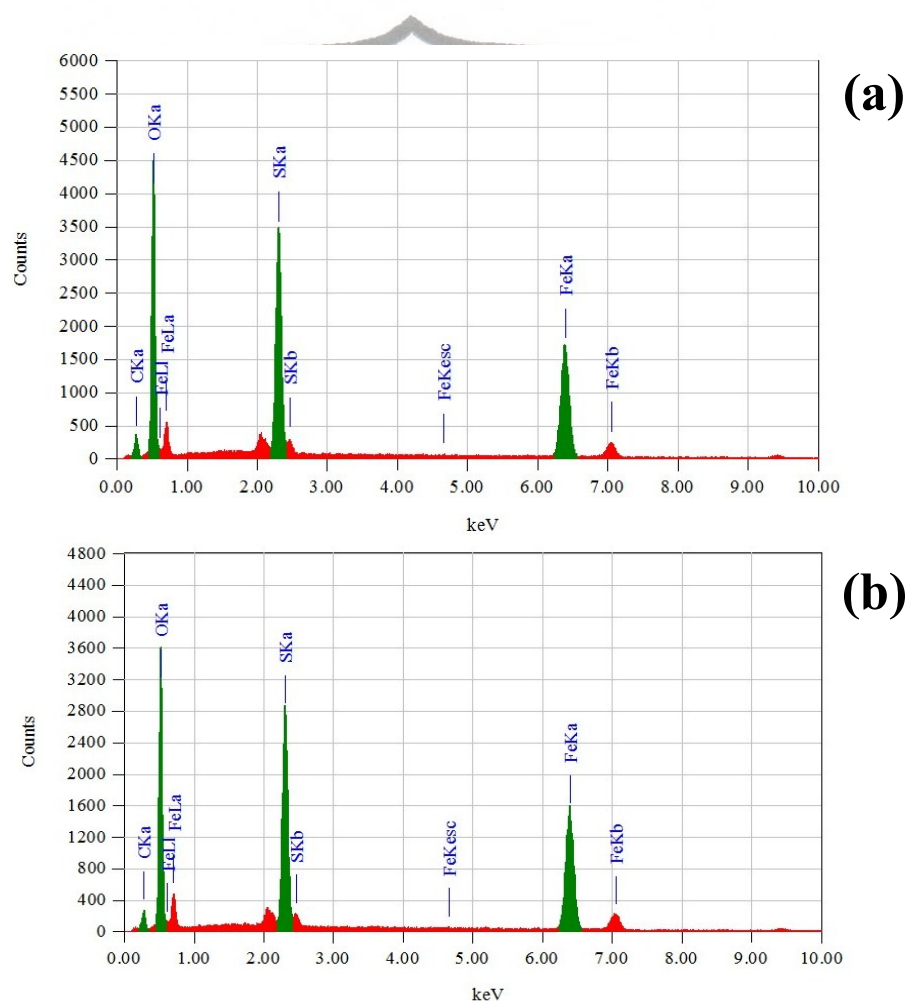 (a)
6000
5500
5000
4500
4000
3500
3000
2500
2000
1500
1000
500
0
Counts
CKa
OKa
FeLl
FeLa
SKa
SKb
FeKesc
FeKa
FeKb
0.00 1.00 2.00 3.00 4.00 5.00 6.00 7.00 8.00 9.00 10.00
keV
(b)
4800
4400
4000
3600
3200
2800
2400
2000
1600
1200
800
400
0
Counts
CKa
OKa
FeLl
FeLa
SKa
SKb
FeKesc
FeKa
FeKb
0.00 1.00 2.00 3.00 4.00 5.00 6.00 7.00 8.00 9.00 10.00
keV